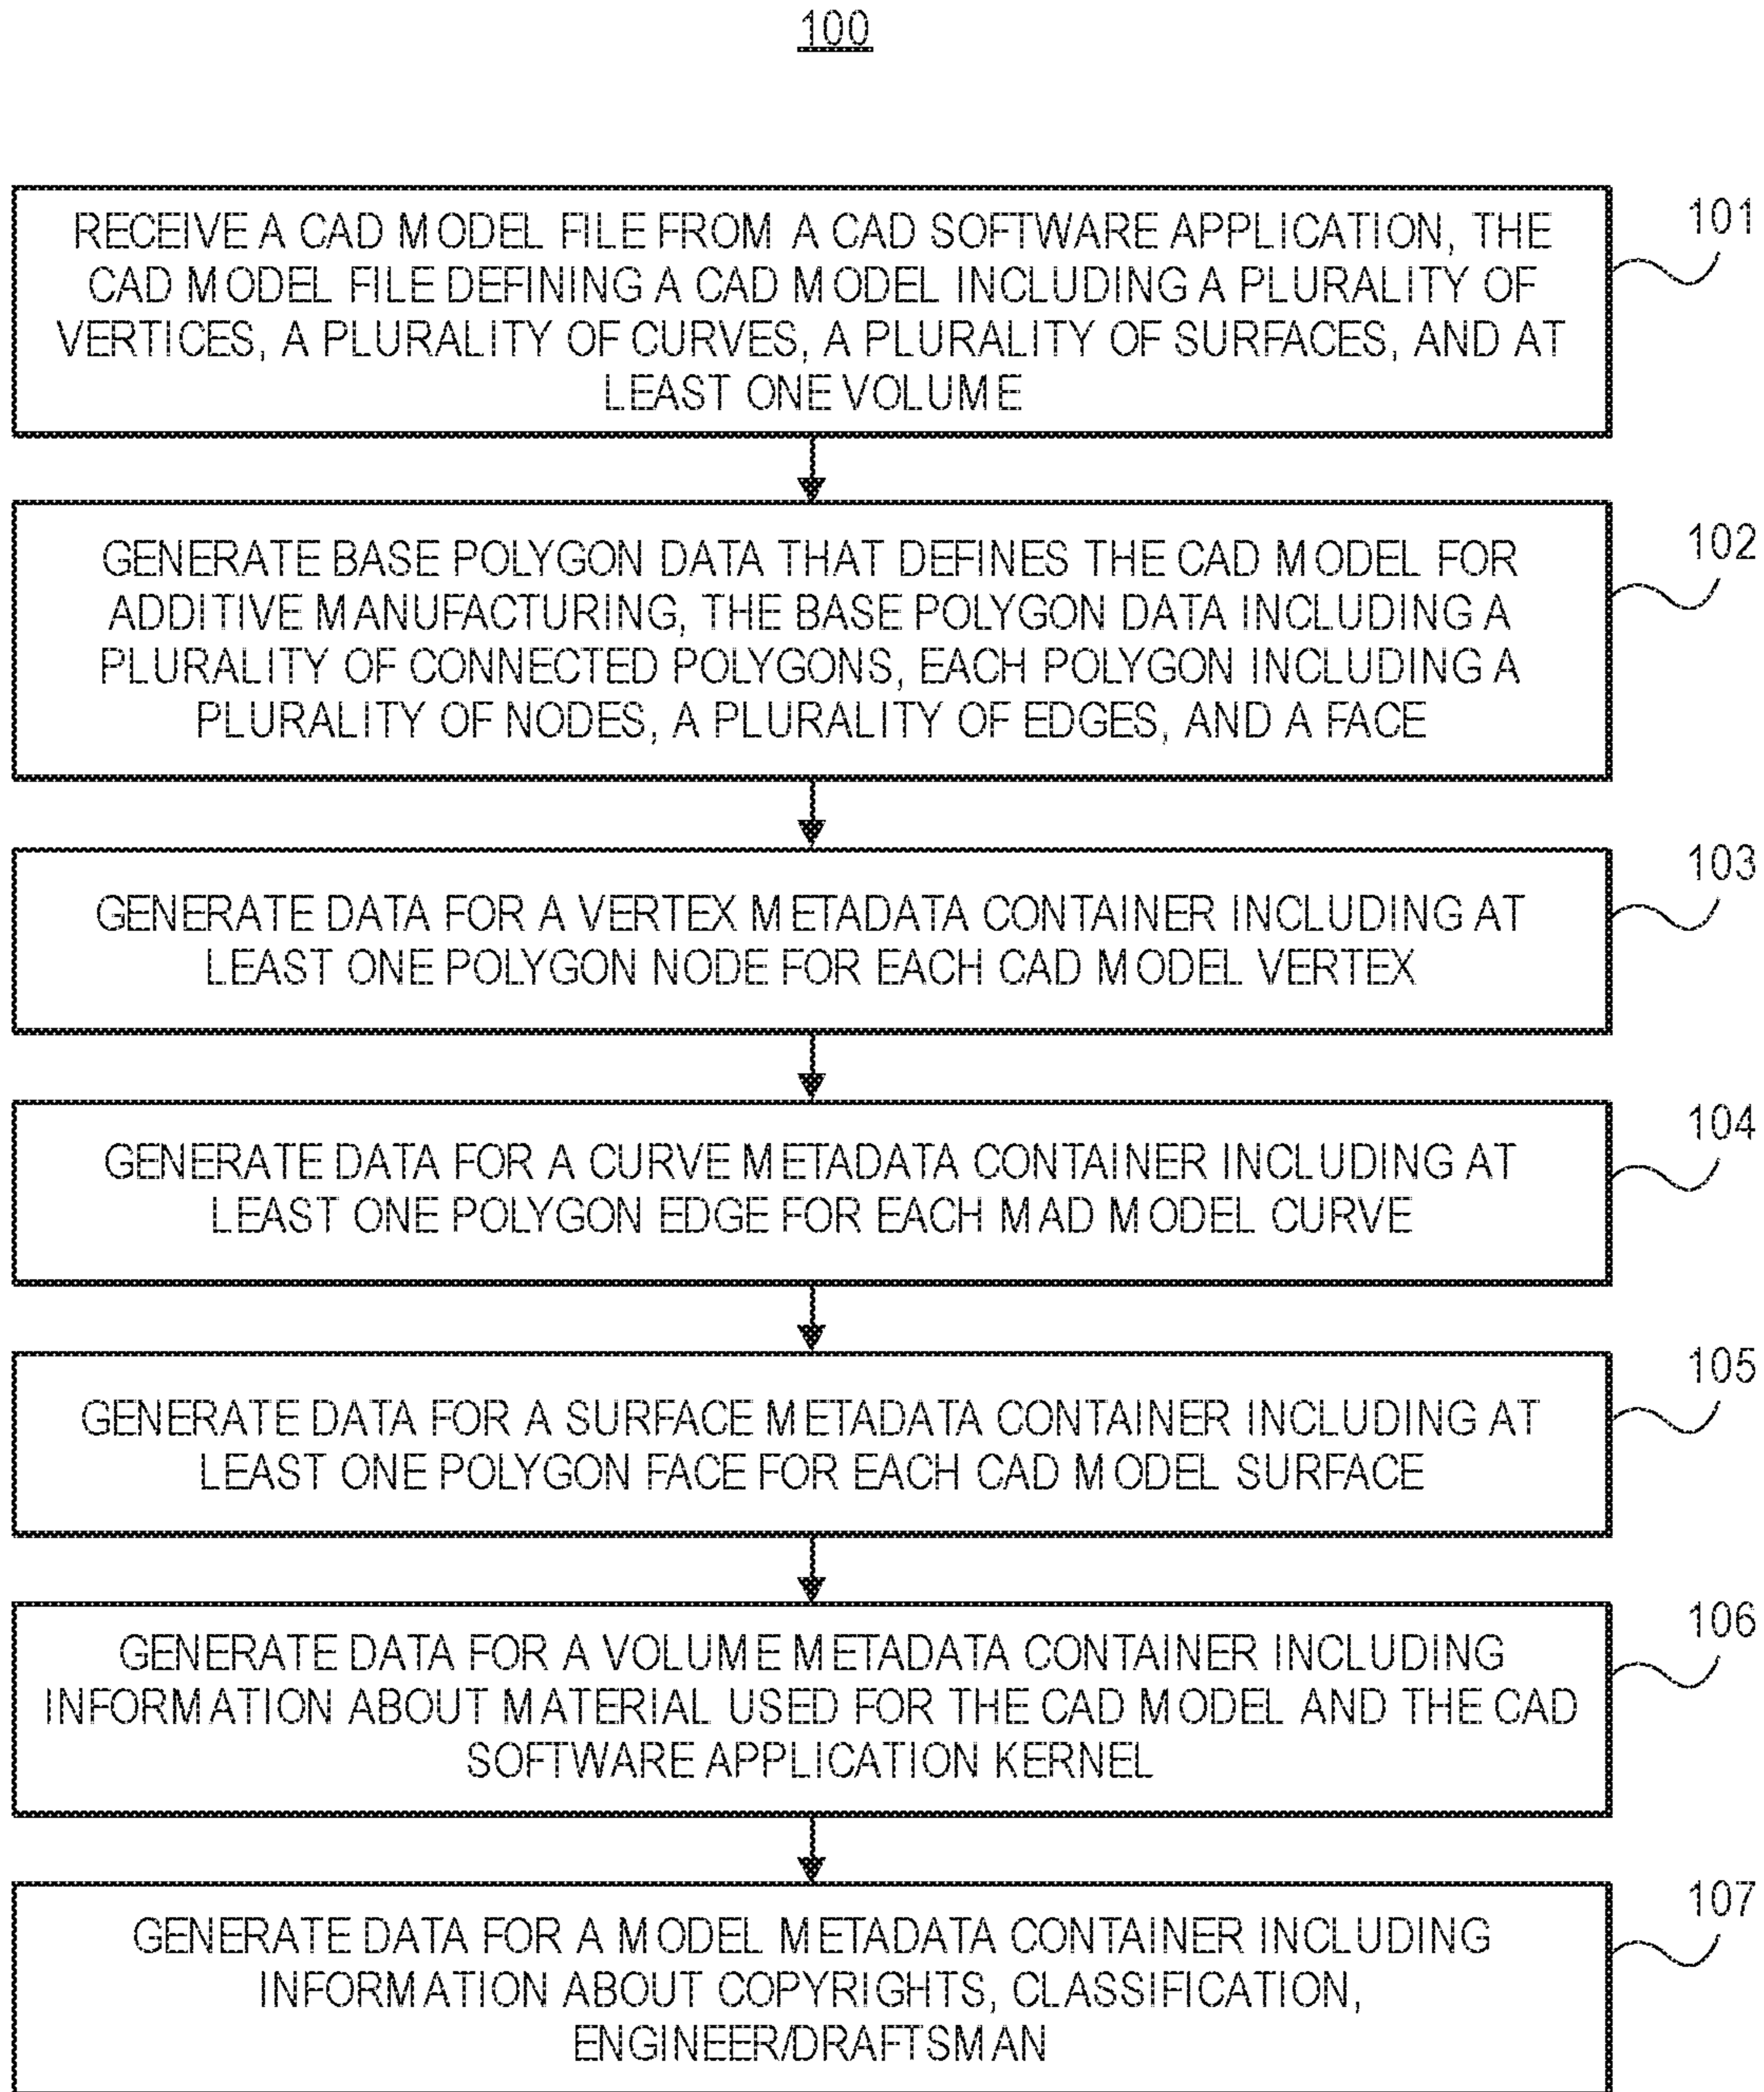 100
RECEIVE A CAD MODEL FILE FROM A CAD SOFTWARE APPLICATION, THE
CAD MODEL FILE DEFINING A CAD MODEL INCLUDING A PLURALITY OF
VERTICES, A PLURALITY OF CURVES, A PLURALITY OF SURFACES, AND AT
LEAST ONE VOLUME
101
GENERATE BASE POLYGON DATA THAT DEFINES THE CAD MODEL FOR
ADDITIVE MANUFACTURING, THE BASE POLYGON DATA INCLUDING A
PLURALITY OF CONNECTED POLYGONS, EACH POLYGON INCLUDING A
PLURALITY OF NODES, A PLURALITY OF EDGES, AND A FACE
102
GENERATE DATA FOR A VERTEX METADATA CONTAINER INCLUDING AT
LEAST ONE POLYGON NODE FOR EACH CAD MODEL VERTEX
103
GENERATE DATA FOR A CURVE METADATA CONTAINER INCLUDING AT
LEAST ONE POLYGON EDGE FOR EACH MAD MODEL CURVE
104
GENERATE DATA FOR A SURFACE METADATA CONTAINER INCLUDING AT
LEAST ONE POLYGON FACE FOR EACH CAD MODEL SURFACE
105
GENERATE DATA FOR A VOLUME METADATA CONTAINER INCLUDING
INFORMATION ABOUT MATERIAL USED FOR THE CAD MODEL AND THE CAD
SOFTWARE APPLICATION KERNEL
106
GENERATE DATA FOR A MODEL METADATA CONTAINER INCLUDING
INFORMATION ABOUT COPYRIGHTS, CLASSIFICATION,
ENGINEER/DRAFTSMAN
107